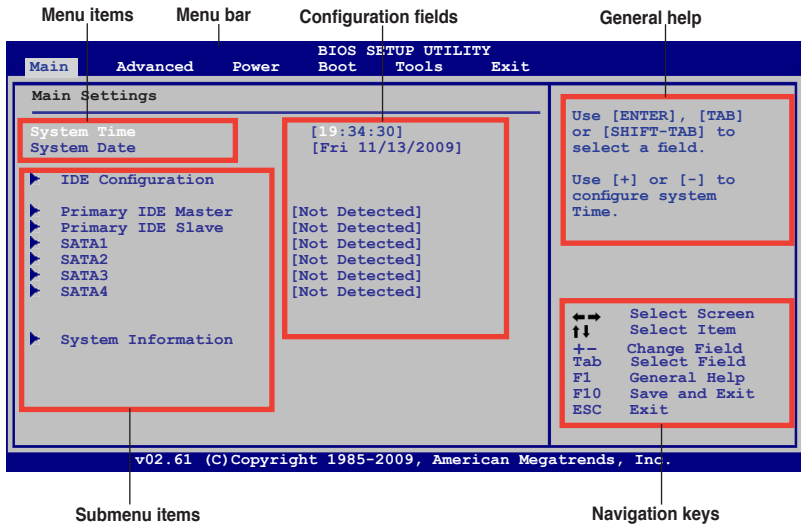 Menu items Menu bar Configuration fields General help
BIOS SETUP UTILITY
Main Advanced Power Boot Tools Exit
Main Settings
System Time [19:34:30]
System Date [Fri 11/13/2009]
IDE Configuration
Primary IDE Master [Not Detected]
Primary IDE Slave [Not Detected]
SATA1 [Not Detected]
SATA2 [Not Detected]
SATA3 [Not Detected]
SATA4 [Not Detected]
System Information
Use [ENTER], [TAB]
or [SHIFT-TAB] to
select a field.
Use [+] or [-] to
configure system
Time.
←→ Select Screen
↑↓ Select Item
+- Change Field
Tab Select Field
F1 General Help
F10 Save and Exit
ESC Exit
v02.61 (C)Copyright 1985-2009, American Megatrends, Inc.
Submenu items Navigation keys